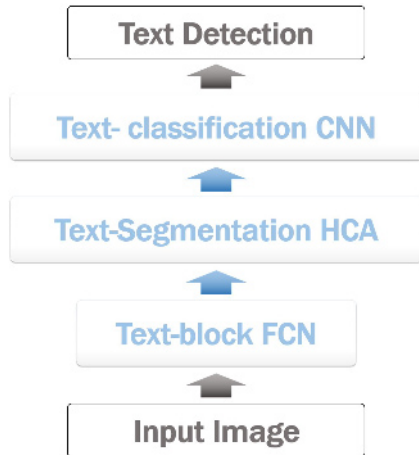 Text Detection
Text- classification CNN
Text-Segmentation HCA
Text-block FCN
Input Image